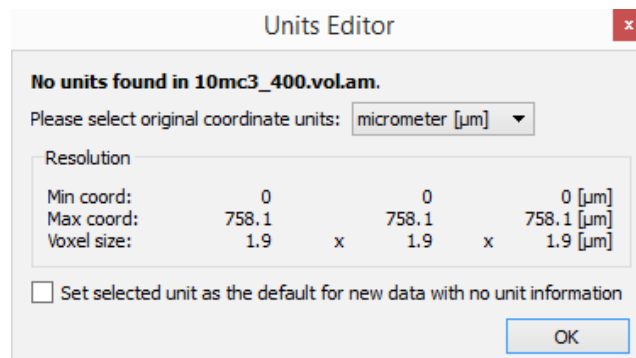 Units Editor
x
No units found in 10mc3_400.vol.am.
Please select original coordinate units: micrometer [µm]
Resolution
Min coord: 0 0 0 [µm]
Max coord: 758.1 758.1 758.1 [µm]
Voxel size: 1.9 x 1.9 x 1.9 [µm]
Set selected unit as the default for new data with no unit information
OK